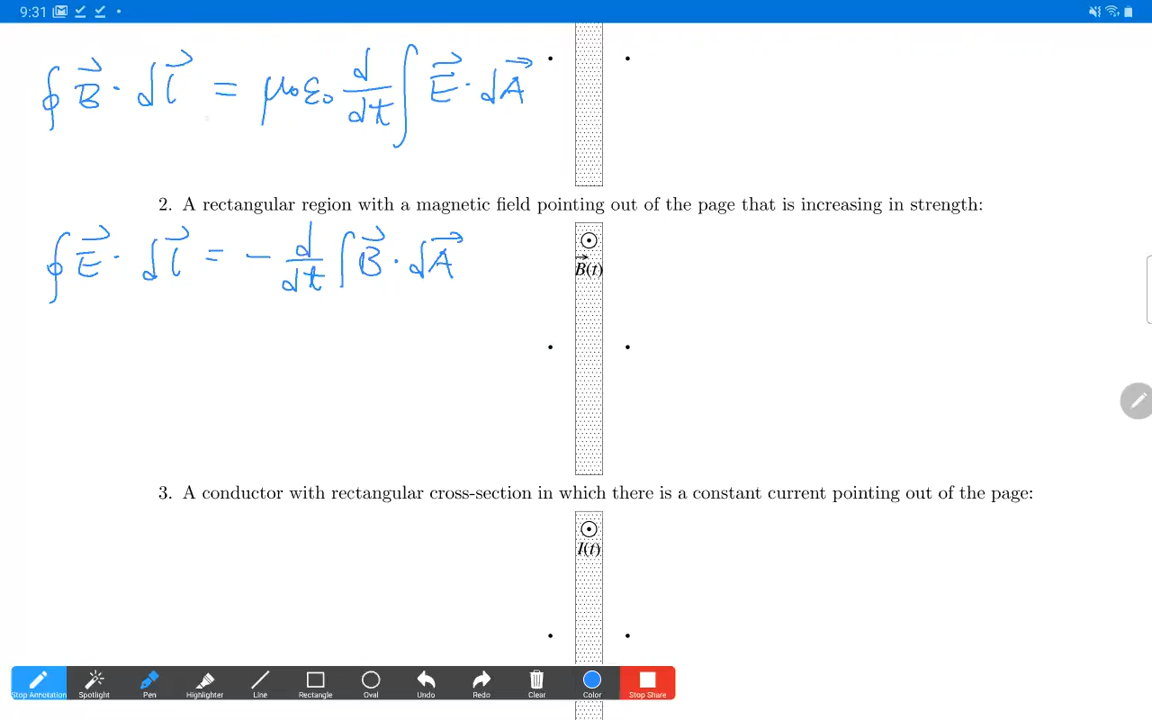 9:31
∮ B⃗ · dl⃗ = μ₀ε₀ d/dt ∫ E⃗ · dA⃗
2. A rectangular region with a magnetic field pointing out of the page that is increasing in strength:
∮ E⃗ · dl⃗ = − d/dt ∫ B⃗ · dA⃗
B⃗(t)
3. A conductor with rectangular cross-section in which there is a constant current pointing out of the page:
I(t)
Stop Annotation Spotlight Pen Highlighter Line Rectangle Oval Undo Redo Clear Color Stop Share